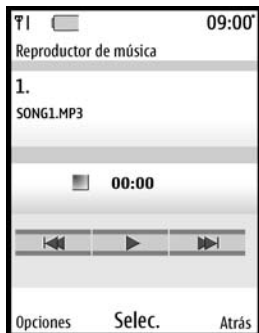 09:00
Reproductor de música
1.
SONG1.MP3
00:00
Opciones Selec. Atrás